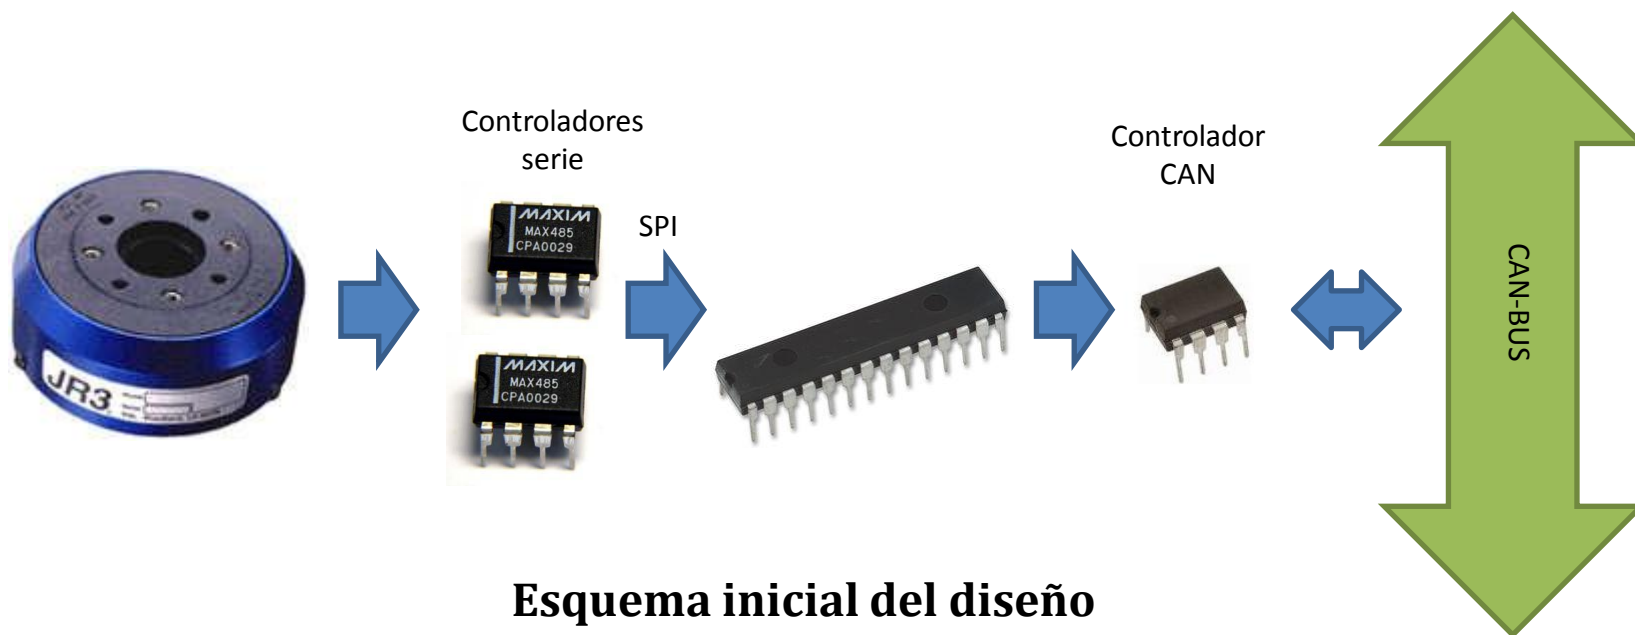 Controladores
serie
MAXIM
MAX485
CPA0029
SPI
MAXIM
MAX485
CPA0029
JR3
Controlador
CAN
CAN-BUS
Esquema inicial del diseño